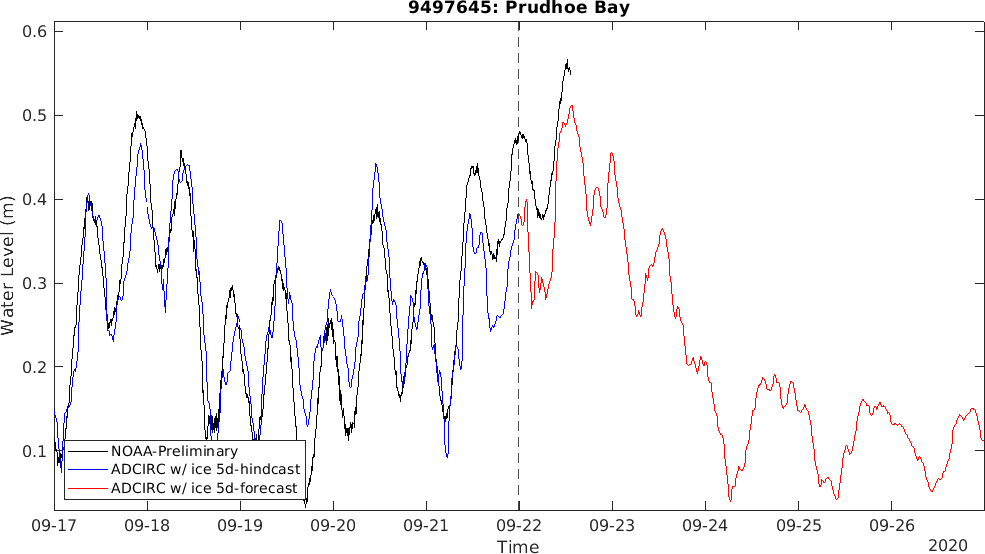 9497645: Prudhoe Bay
Water Level (m)
0.6
0.5
0.4
0.3
0.2
0.1
NOAA-Preliminary
ADCIRC w/ ice 5d-hindcast
ADCIRC w/ ice 5d-forecast
09-17 09-18 09-19 09-20 09-21 09-22 09-23 09-24 09-25 09-26
Time
2020